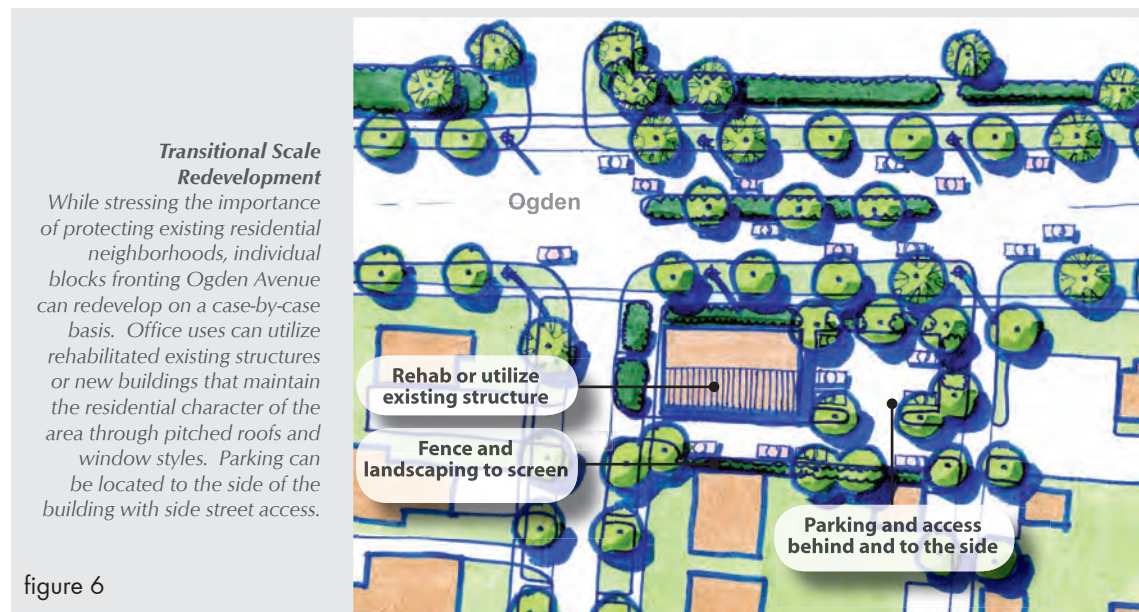 Transitional Scale
Redevelopment
While stressing the importance
of protecting existing residential
neighborhoods, individual
blocks fronting Ogden Avenue
can redevelop on a case-by-case
basis.  Office uses can utilize
rehabilitated existing structures
or new buildings that maintain
the residential character of the
area through pitched roofs and
window styles.  Parking can
be located to the side of the
building with side street access.
figure 6
Ogden
Rehab or utilize
existing structure
Fence and
landscaping to screen
Parking and access
behind and to the side